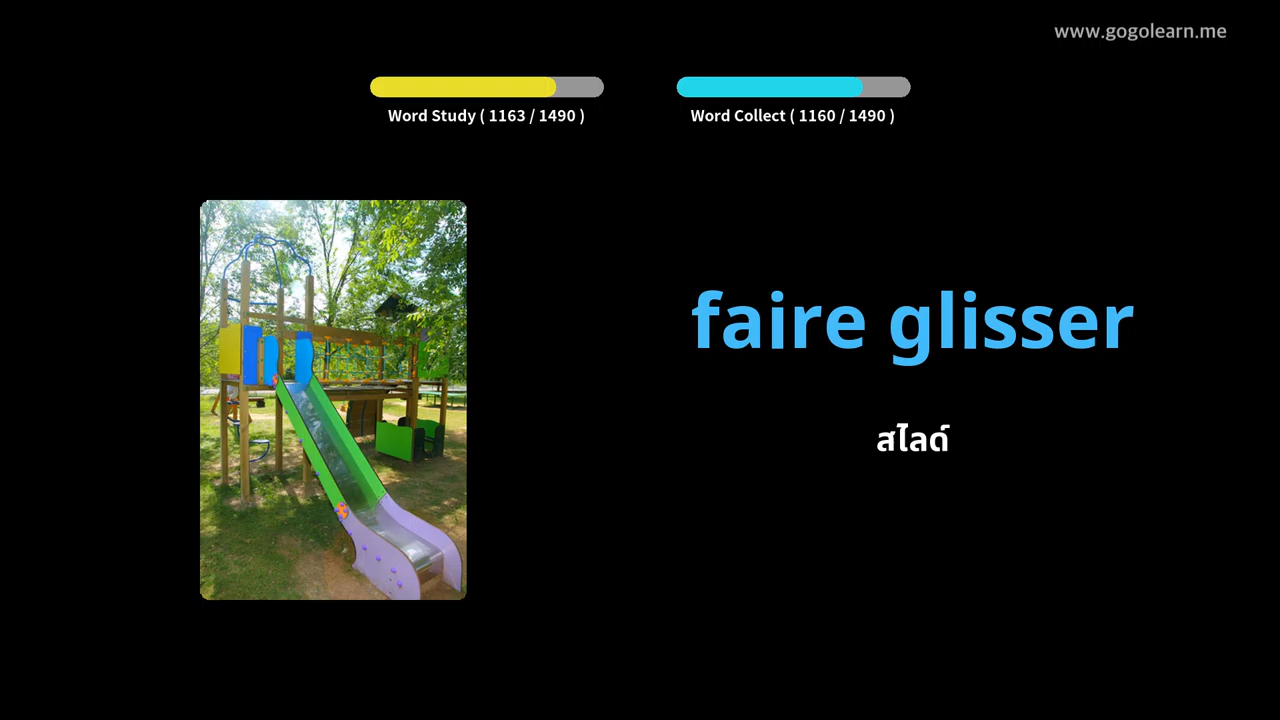 www.gogolearn.me
Word Study ( 1163 / 1490 )
Word Collect ( 1160 / 1490 )
faire glisser
สไลด์